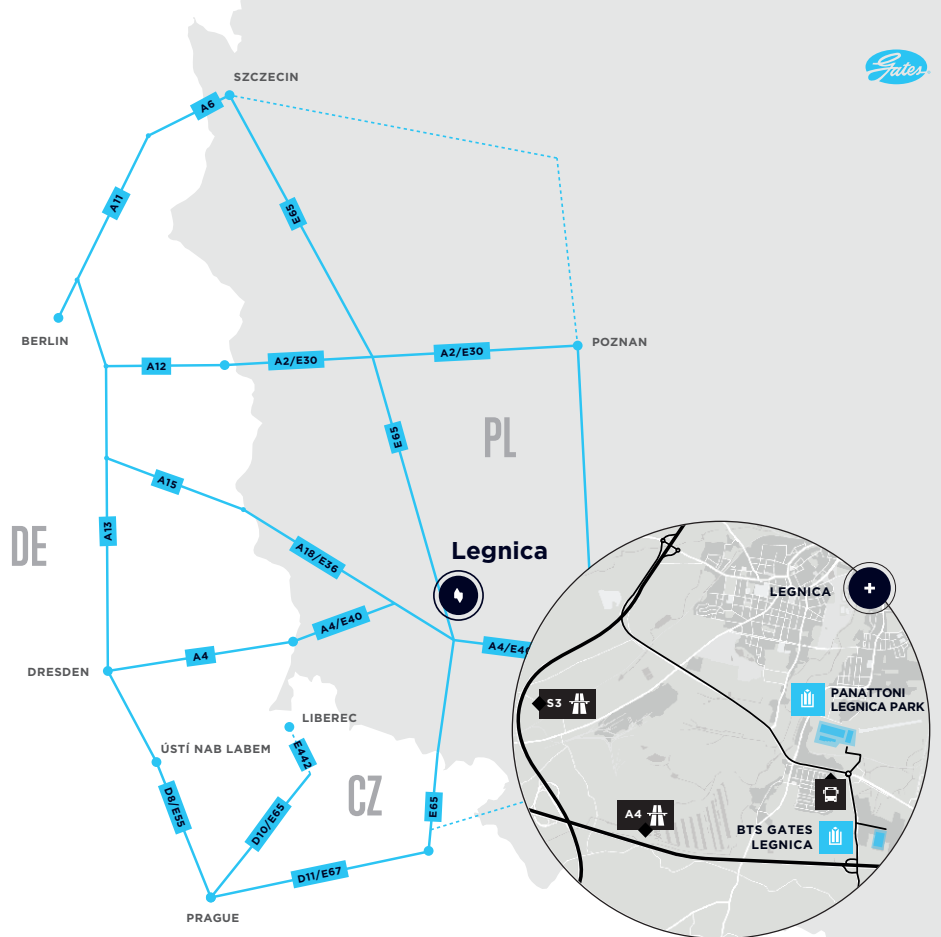 Gates
SZCZECIN
A6
A11
E65
BERLIN
POZNAN
A12
A2/E30
A2/E30
PL
E65
A15
DE
A13
Legnica
A18/E36
LEGNICA
A4/E40
A4
A4/E40
DRESDEN
PANATTONI
LEGNICA PARK
S3
LIBEREC
ÚSTÍ NAB LABEM
E442
CZ
D8/E55
D10/E65
E65
A4
BTS GATES
LEGNICA
D11/E67
PRAGUE